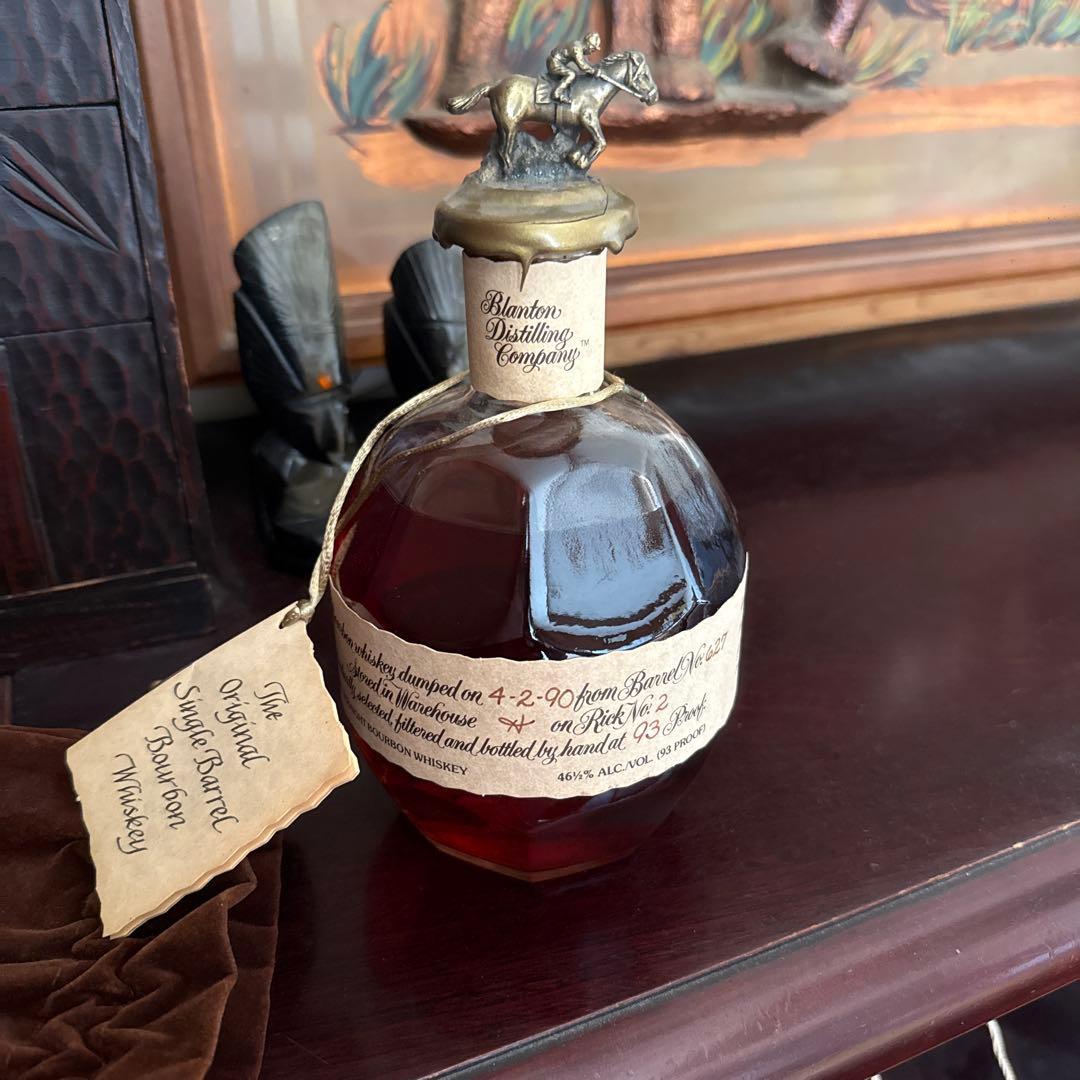 Blanton
Distilling
Company™
whiskey dumped on 4-2-90 from Barrel No: 627
Stored in Warehouse H on Rick No: 2
selected, filtered and bottled by hand at 93 Proof.
BOURBON WHISKEY
46½% ALC./VOL. (93 PROOF)
The
Original
Single Barrel
Bourbon
Whiskey